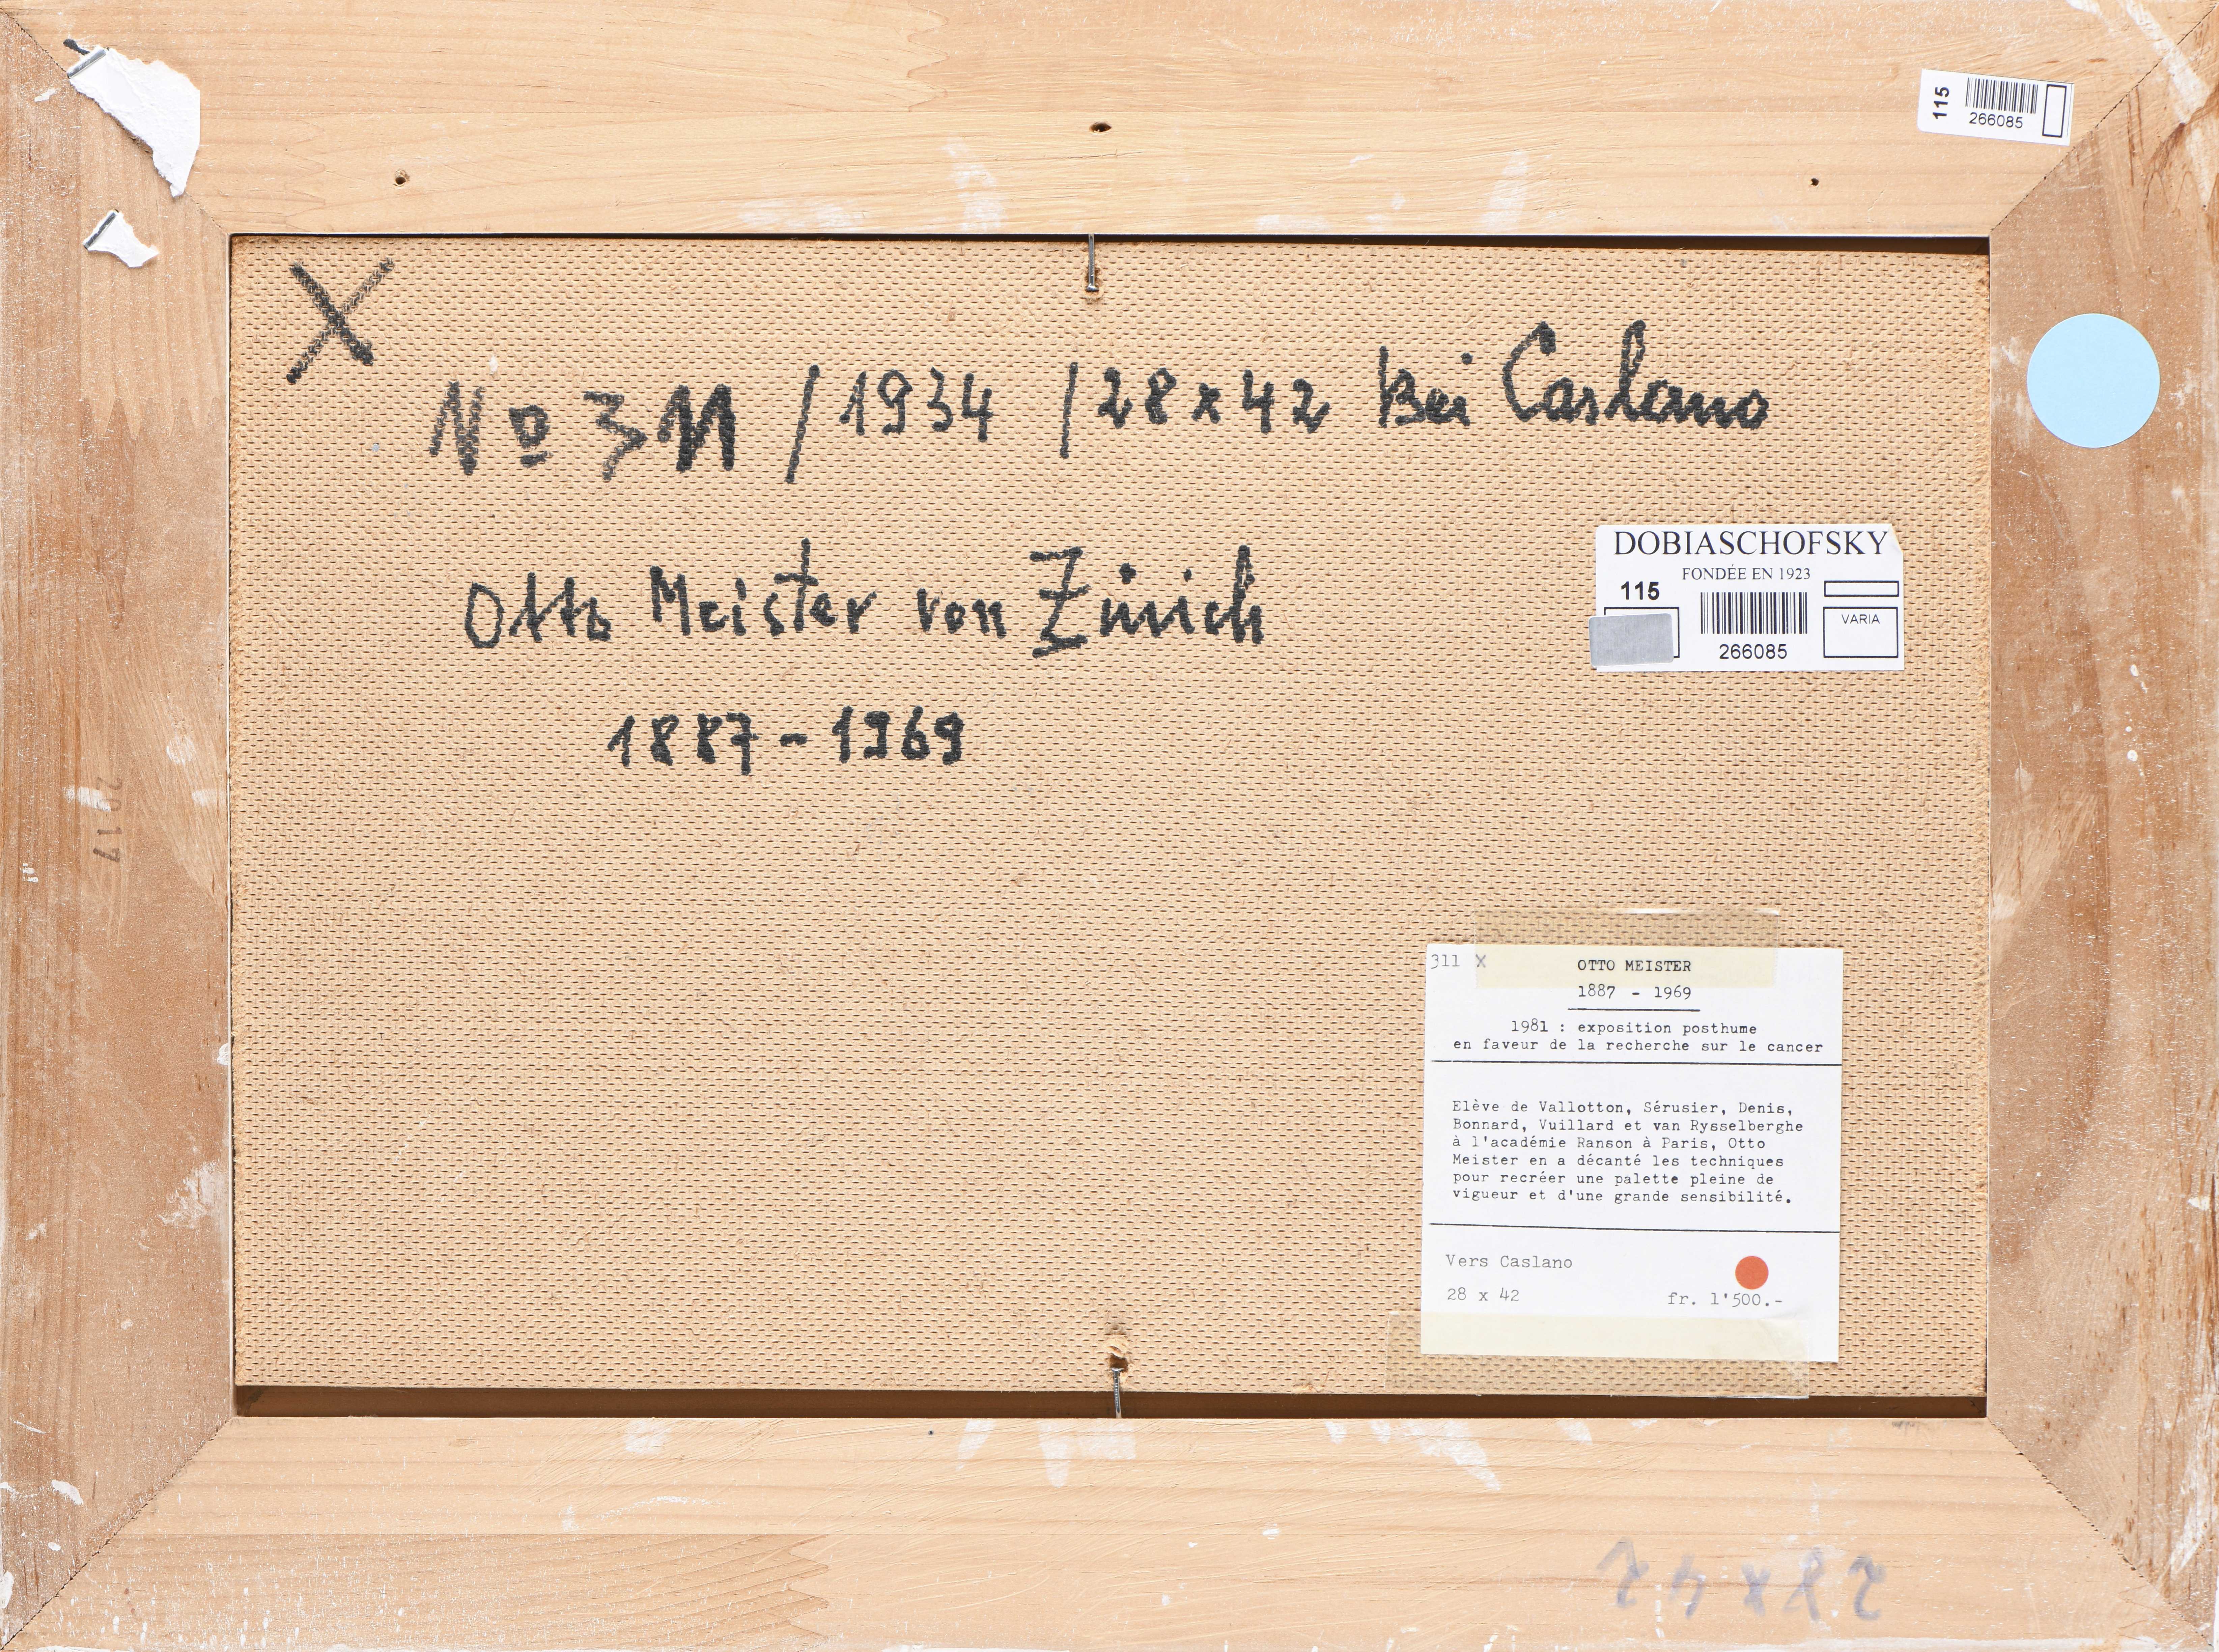 115
266085
X
Nº 311 / 1934 / 28 x 42 Bei Caslano
Otto Meister von Zürich
1887 - 1969
DOBIASCHOFSKY
FONDÉE EN 1923
115
VARIA
266085
2017
311 X
OTTO MEISTER
1887 - 1969
1981 : exposition posthume
en faveur de la recherche sur le cancer
Elève de Vallotton, Sérusier, Denis,
Bonnard, Vuillard et van Rysselberghe
à l'académie Ranson à Paris, Otto
Meister en a décanté les techniques
pour recréer une palette pleine de
vigueur et d'une grande sensibilité.
Vers Caslano
28 x 42
fr. 1'500.-
28 x 42